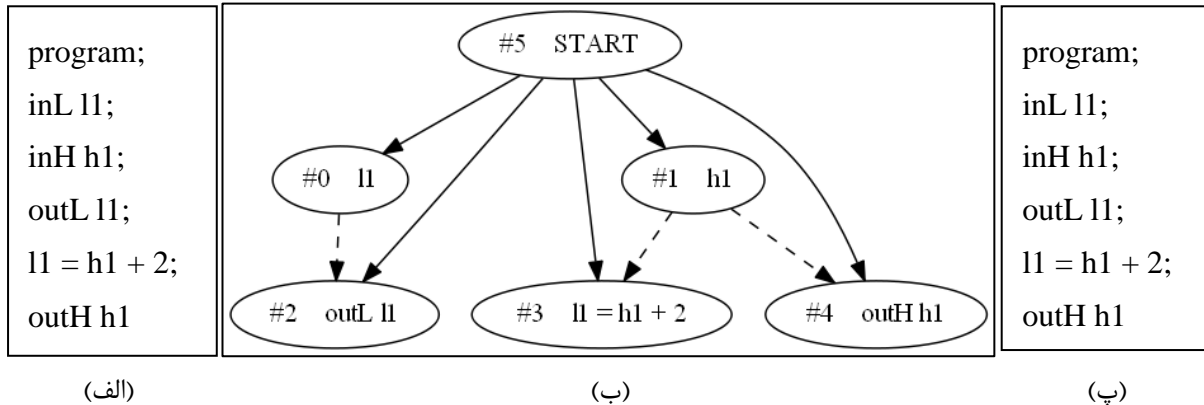 program;
inL l1;
inH h1;
outL l1;
l1 = h1 + 2;
outH h1
(الف)
#5 START
#0 l1
#1 h1
#2 outL l1
#3 l1 = h1 + 2
#4 outH h1
(ب)
program;
inL l1;
inH h1;
outL l1;
l1 = h1 + 2;
outH h1
(پ)